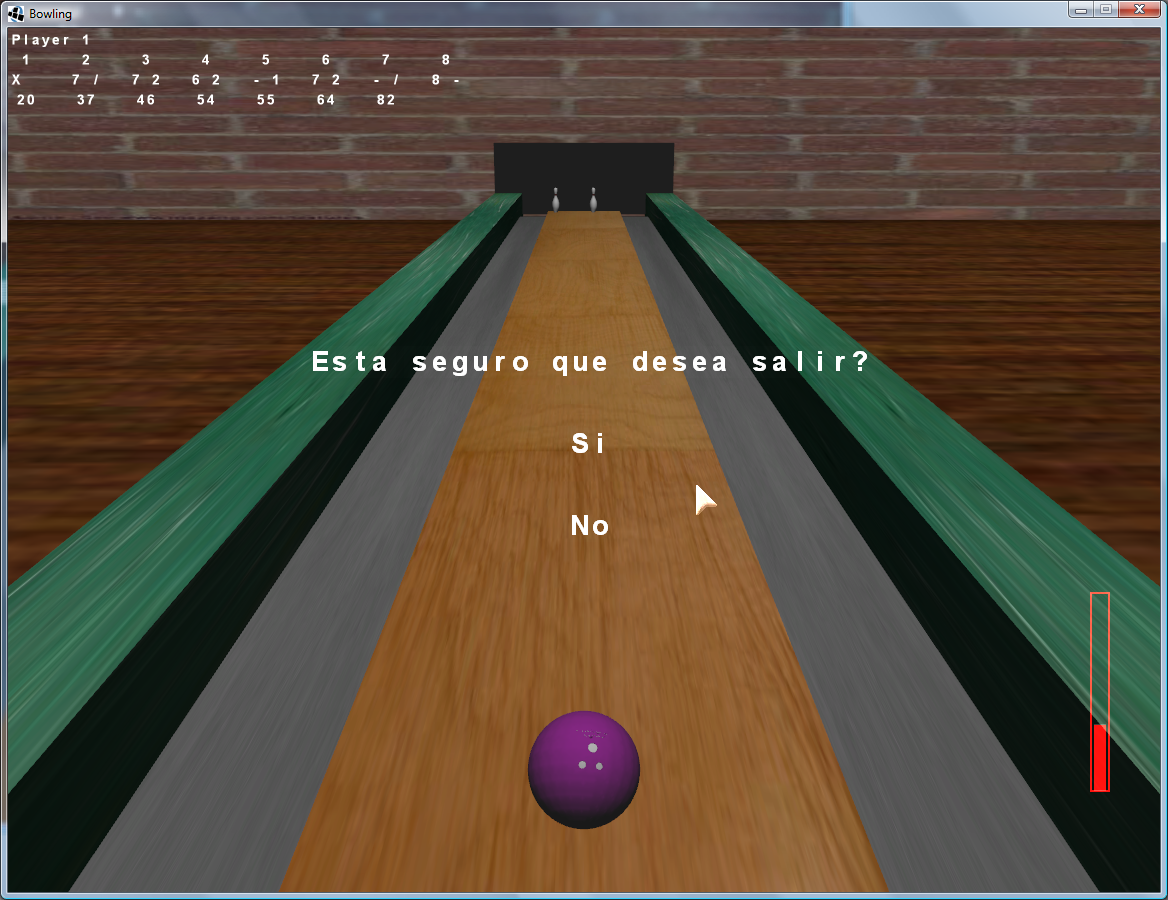 Bowling
Player 1
1 2 3 4 5 6 7 8
X 7 / 7 2 6 2 - 1 7 2 - / 8 -
20 37 46 54 55 64 82
Esta seguro que desea salir?
Si
No